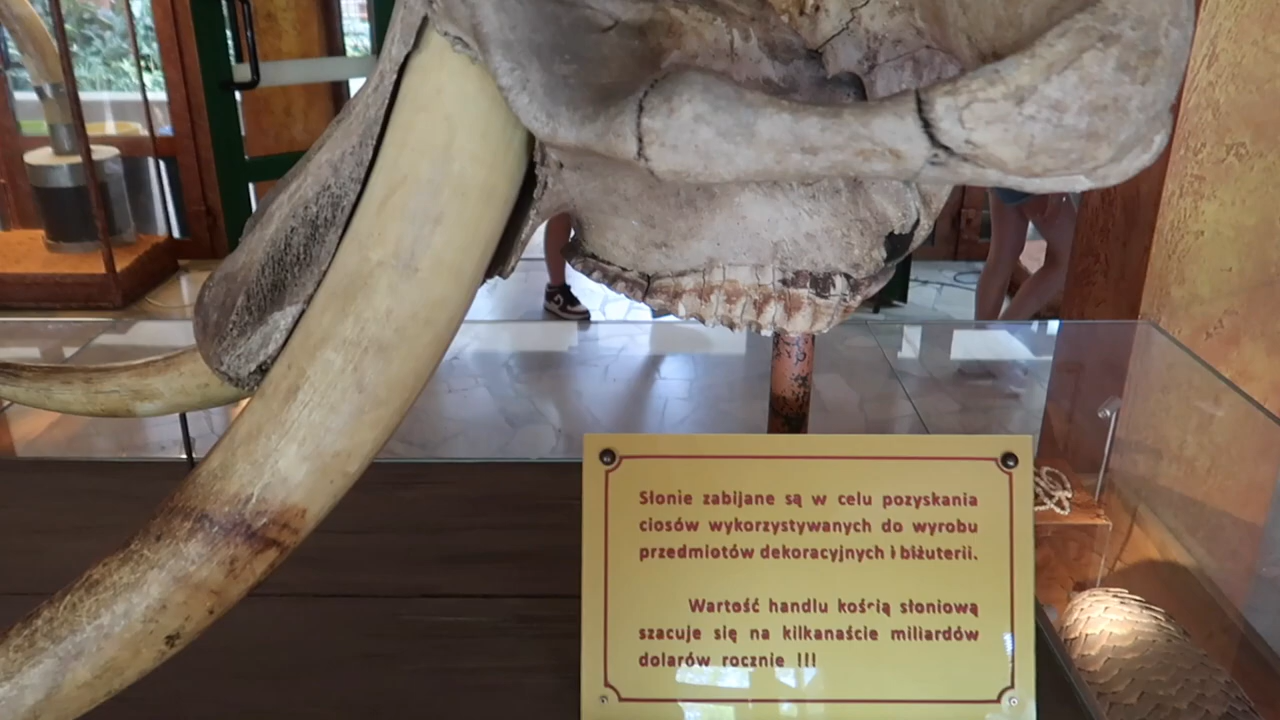 Słonie zabijane są w celu pozyskania
ciosów wykorzystywanych do wyrobu
przedmiotów dekoracyjnych i biżuterii.
Wartość handlu kością słoniową
szacuje się na kilkanaście miliardów
dolarów rocznie !!!